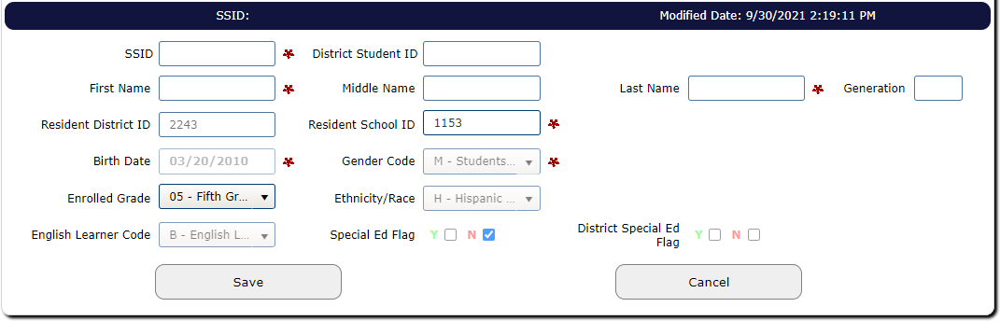 SSID: Modified Date: 9/30/2021 2:19:11 PM
SSID * District Student ID
First Name * Middle Name Last Name * Generation
Resident District ID 2243 Resident School ID 1153 *
Birth Date 03/20/2010 * Gender Code M - Students... *
Enrolled Grade 05 - Fifth Gr... Ethnicity/Race H - Hispanic ...
English Learner Code B - English L... Special Ed Flag Y N District Special Ed Flag Y N
Save Cancel